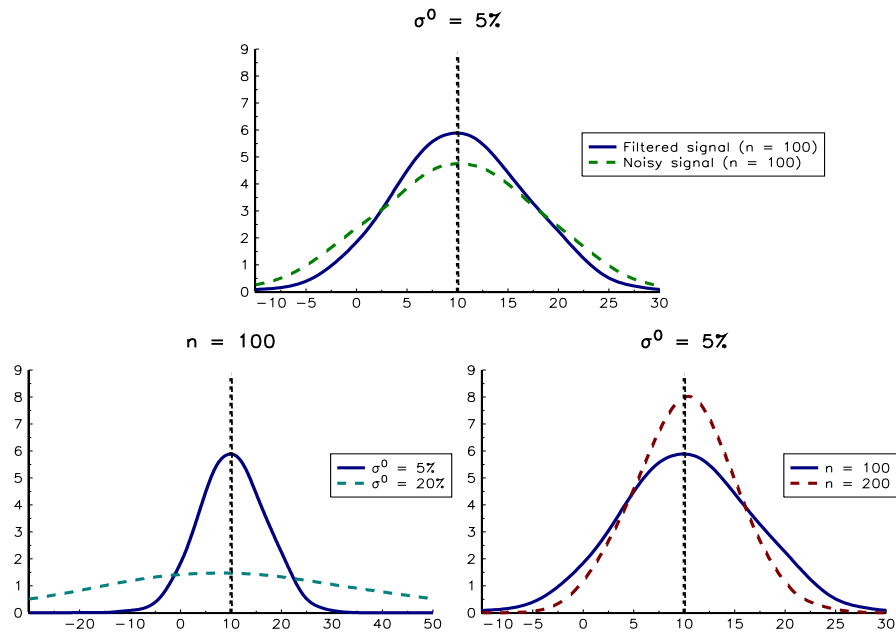 σ⁰ = 5%
9
8
7
6
5
4
3
2
1
0
−10 −5 0 5 10 15 20 25 30
Filtered signal (n = 100)
Noisy signal (n = 100)
n = 100
9
8
7
6
5
4
3
2
1
0
−20 −10 0 10 20 30 40 50
σ⁰ = 5%
σ⁰ = 20%
σ⁰ = 5%
9
8
7
6
5
4
3
2
1
0
−10 −5 0 5 10 15 20 25 30
n = 100
n = 200